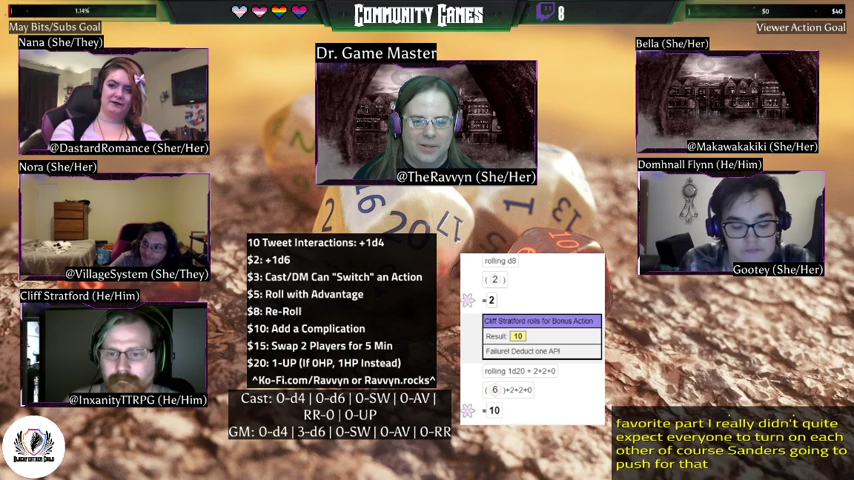 1.14%
COMMUNITY GAMES
8
$0
$40
May Bits/Subs Goal
Viewer Action Goal
Nana (She/They)
@DastardRomance (Sher/Her)
Dr. Game Master
@TheRavvyn (She/Her)
Bella (She/Her)
@Makawakakiki (She/Her)
Nora (She/Her)
@VillageSystem (She/They)
Domhnall Flynn (He/Him)
Gootey (She/Her)
Cliff Stratford (He/Him)
@InxanityTTRPG (He/Him)
2
16
20
17
1
13
10
10 Tweet Interactions: +1d4
$2: +1d6
$3: Cast/DM Can "Switch" an Action
$5: Roll with Advantage
$8: Re-Roll
$10: Add a Complication
$15: Swap 2 Players for 5 Min
$20: 1-UP (If 0HP, 1HP Instead)
^Ko-Fi.com/Ravvyn or Ravvyn.rocks^
Cast: 0-d4 | 0-d6 | 0-SW | 0-AV |
RR-0 | 0-UP
GM: 0-d4 | 3-d6 | 0-SW | 0-AV | 0-RR
rolling d8
( 2 )
= 2
Cliff Stratford rolls for Bonus Action
Result: 10
Failure! Deduct one AP!
rolling 1d20 + 2+2+0
( 6 )+2+2+0
= 10
favorite part I really didn't quite
expect everyone to turn on each
other of course Sanders going to
push for that